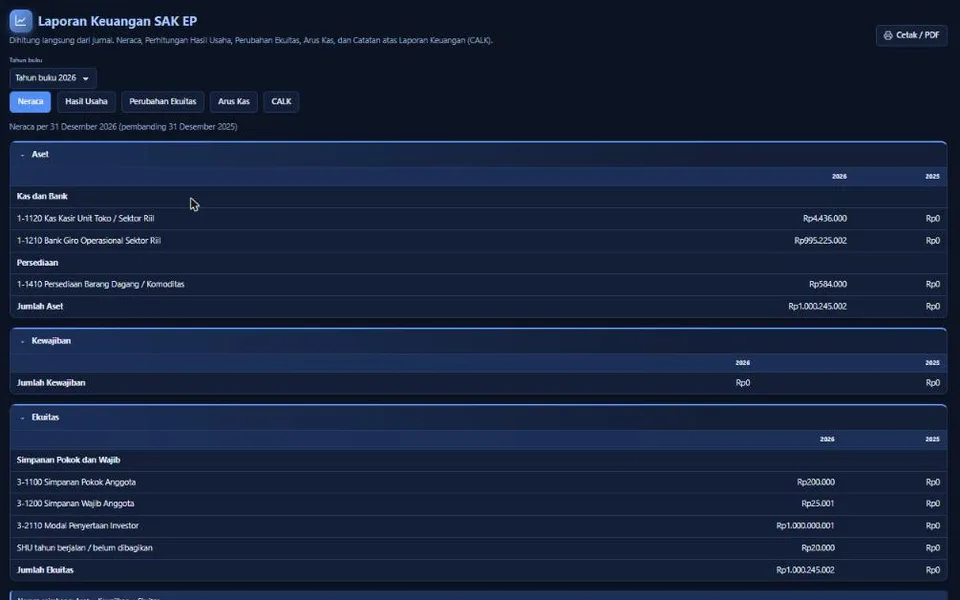 Laporan Keuangan SAK EP
Dihitung langsung dari jurnal. Neraca, Perhitungan Hasil Usaha, Perubahan Ekuitas, Arus Kas, dan Catatan atas Laporan Keuangan (CALK).
Cetak / PDF
Tahun buku
Tahun buku 2026
Neraca Hasil Usaha Perubahan Ekuitas Arus Kas CALK
Neraca per 31 Desember 2026 (pembanding 31 Desember 2025)
Aset
2026 2025
Kas dan Bank
1-1120 Kas Kasir Unit Toko / Sektor Riil Rp4.436.000 Rp0
1-1210 Bank Giro Operasional Sektor Riil Rp995.225.002 Rp0
Persediaan
1-1410 Persediaan Barang Dagang / Komoditas Rp584.000 Rp0
Jumlah Aset Rp1.000.245.002 Rp0
Kewajiban
2026 2025
Jumlah Kewajiban Rp0 Rp0
Ekuitas
2026 2025
Simpanan Pokok dan Wajib
3-1100 Simpanan Pokok Anggota Rp200.000 Rp0
3-1200 Simpanan Wajib Anggota Rp25.001 Rp0
3-2110 Modal Penyertaan Investor Rp1.000.000.001 Rp0
SHU tahun berjalan / belum dibagikan Rp20.000 Rp0
Jumlah Ekuitas Rp1.000.245.002 Rp0